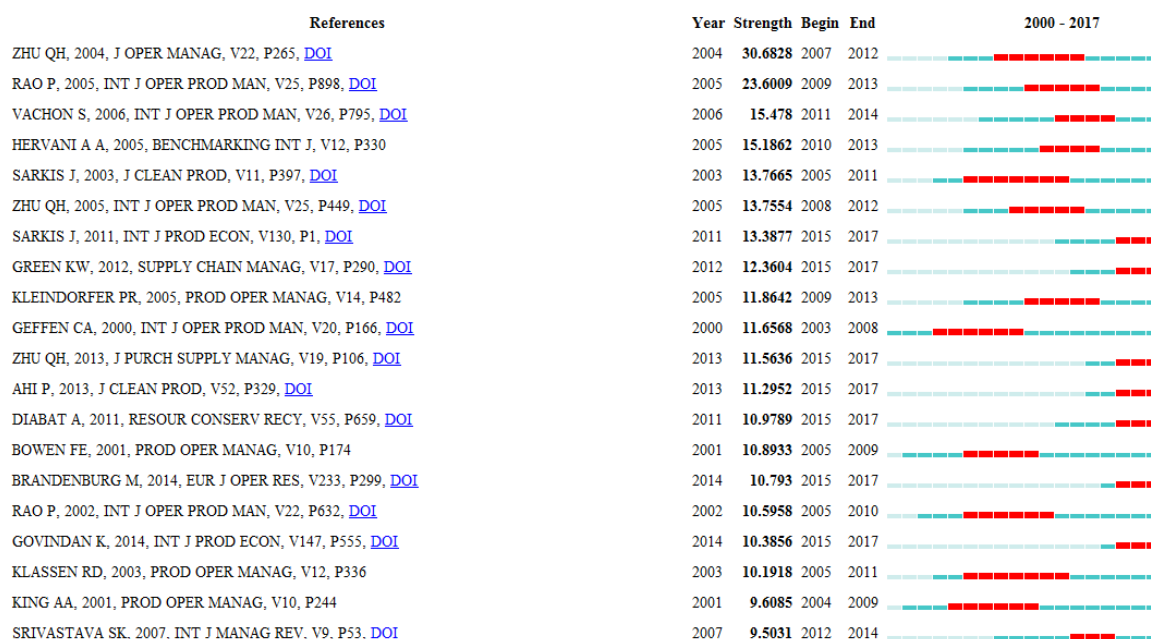 References Year Strength Begin End 2000 - 2017
ZHU QH, 2004, J OPER MANAG, V22, P265, DOI 2004 30.6828 2007 2012
RAO P, 2005, INT J OPER PROD MAN, V25, P898, DOI 2005 23.6009 2009 2013
VACHON S, 2006, INT J OPER PROD MAN, V26, P795, DOI 2006 15.478 2011 2014
HERVANI A A, 2005, BENCHMARKING INT J, V12, P330 2005 15.1862 2010 2013
SARKIS J, 2003, J CLEAN PROD, V11, P397, DOI 2003 13.7665 2005 2011
ZHU QH, 2005, INT J OPER PROD MAN, V25, P449, DOI 2005 13.7554 2008 2012
SARKIS J, 2011, INT J PROD ECON, V130, P1, DOI 2011 13.3877 2015 2017
GREEN KW, 2012, SUPPLY CHAIN MANAG, V17, P290, DOI 2012 12.3604 2015 2017
KLEINDORFER PR, 2005, PROD OPER MANAG, V14, P482 2005 11.8642 2009 2013
GEFFEN CA, 2000, INT J OPER PROD MAN, V20, P166, DOI 2000 11.6568 2003 2008
ZHU QH, 2013, J PURCH SUPPLY MANAG, V19, P106, DOI 2013 11.5636 2015 2017
AHI P, 2013, J CLEAN PROD, V52, P329, DOI 2013 11.2952 2015 2017
DIABAT A, 2011, RESOUR CONSERV RECY, V55, P659, DOI 2011 10.9789 2015 2017
BOWEN FE, 2001, PROD OPER MANAG, V10, P174 2001 10.8933 2005 2009
BRANDENBURG M, 2014, EUR J OPER RES, V233, P299, DOI 2014 10.793 2015 2017
RAO P, 2002, INT J OPER PROD MAN, V22, P632, DOI 2002 10.5958 2005 2010
GOVINDAN K, 2014, INT J PROD ECON, V147, P555, DOI 2014 10.3856 2015 2017
KLASSEN RD, 2003, PROD OPER MANAG, V12, P336 2003 10.1918 2005 2011
KING AA, 2001, PROD OPER MANAG, V10, P244 2001 9.6085 2004 2009
SRIVASTAVA SK, 2007, INT J MANAG REV, V9, P53, DOI 2007 9.5031 2012 2014